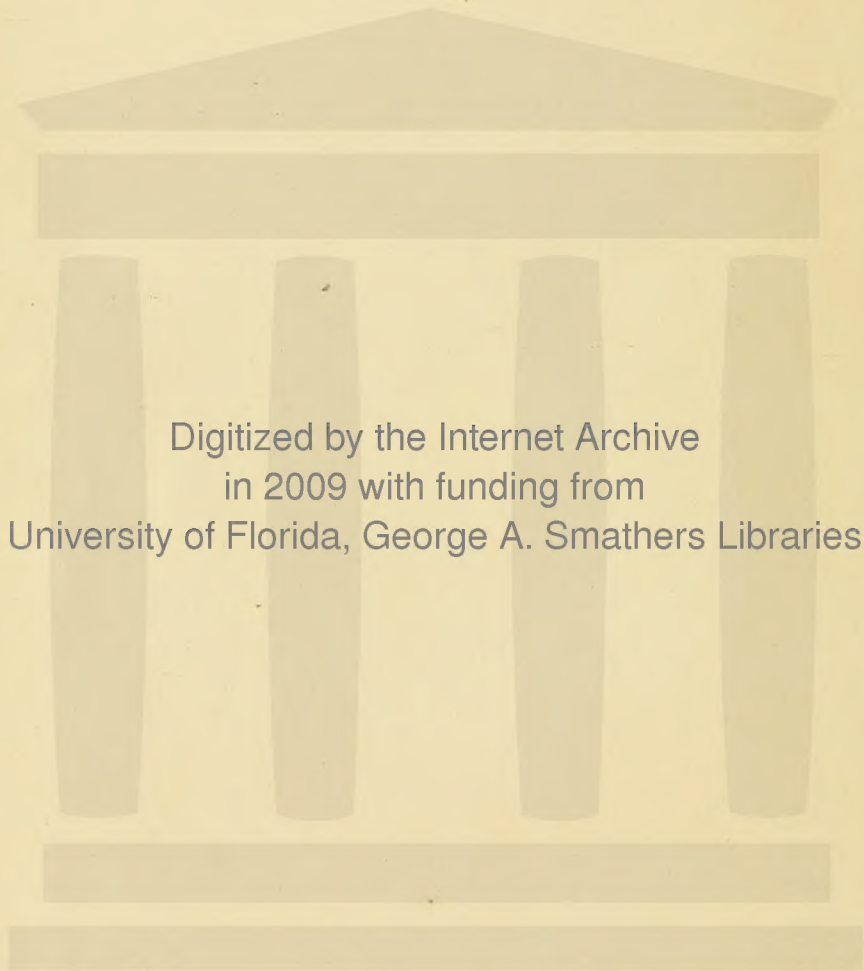 Digitized by the Internet Archive
in 2009 with funding from
University of Florida, George A. Smathers Libraries